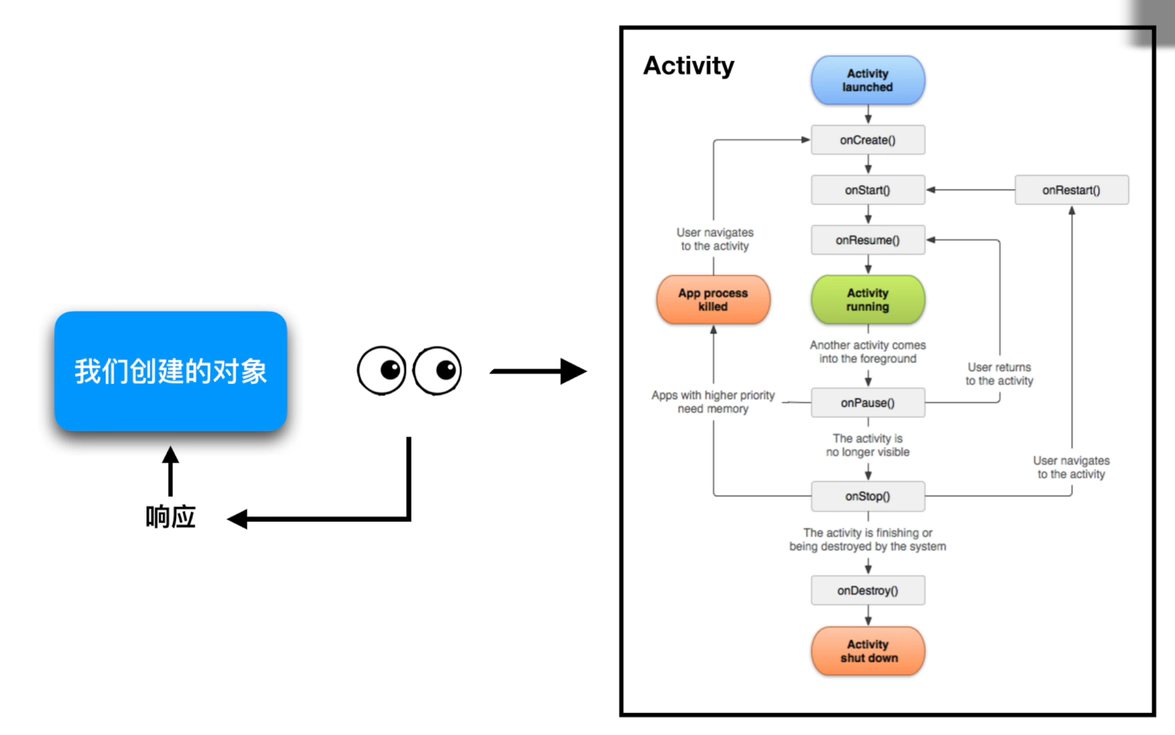 我们创建的对象
响应
Activity
Activity
launched
onCreate()
onStart()
onRestart()
User navigates
to the activity
onResume()
App process
killed
Activity
running
Another activity comes
into the foreground
User returns
to the activity
Apps with higher priority
need memory
onPause()
The activity is
no longer visible
User navigates
to the activity
onStop()
The activity is finishing or
being destroyed by the system
onDestroy()
Activity
shut down